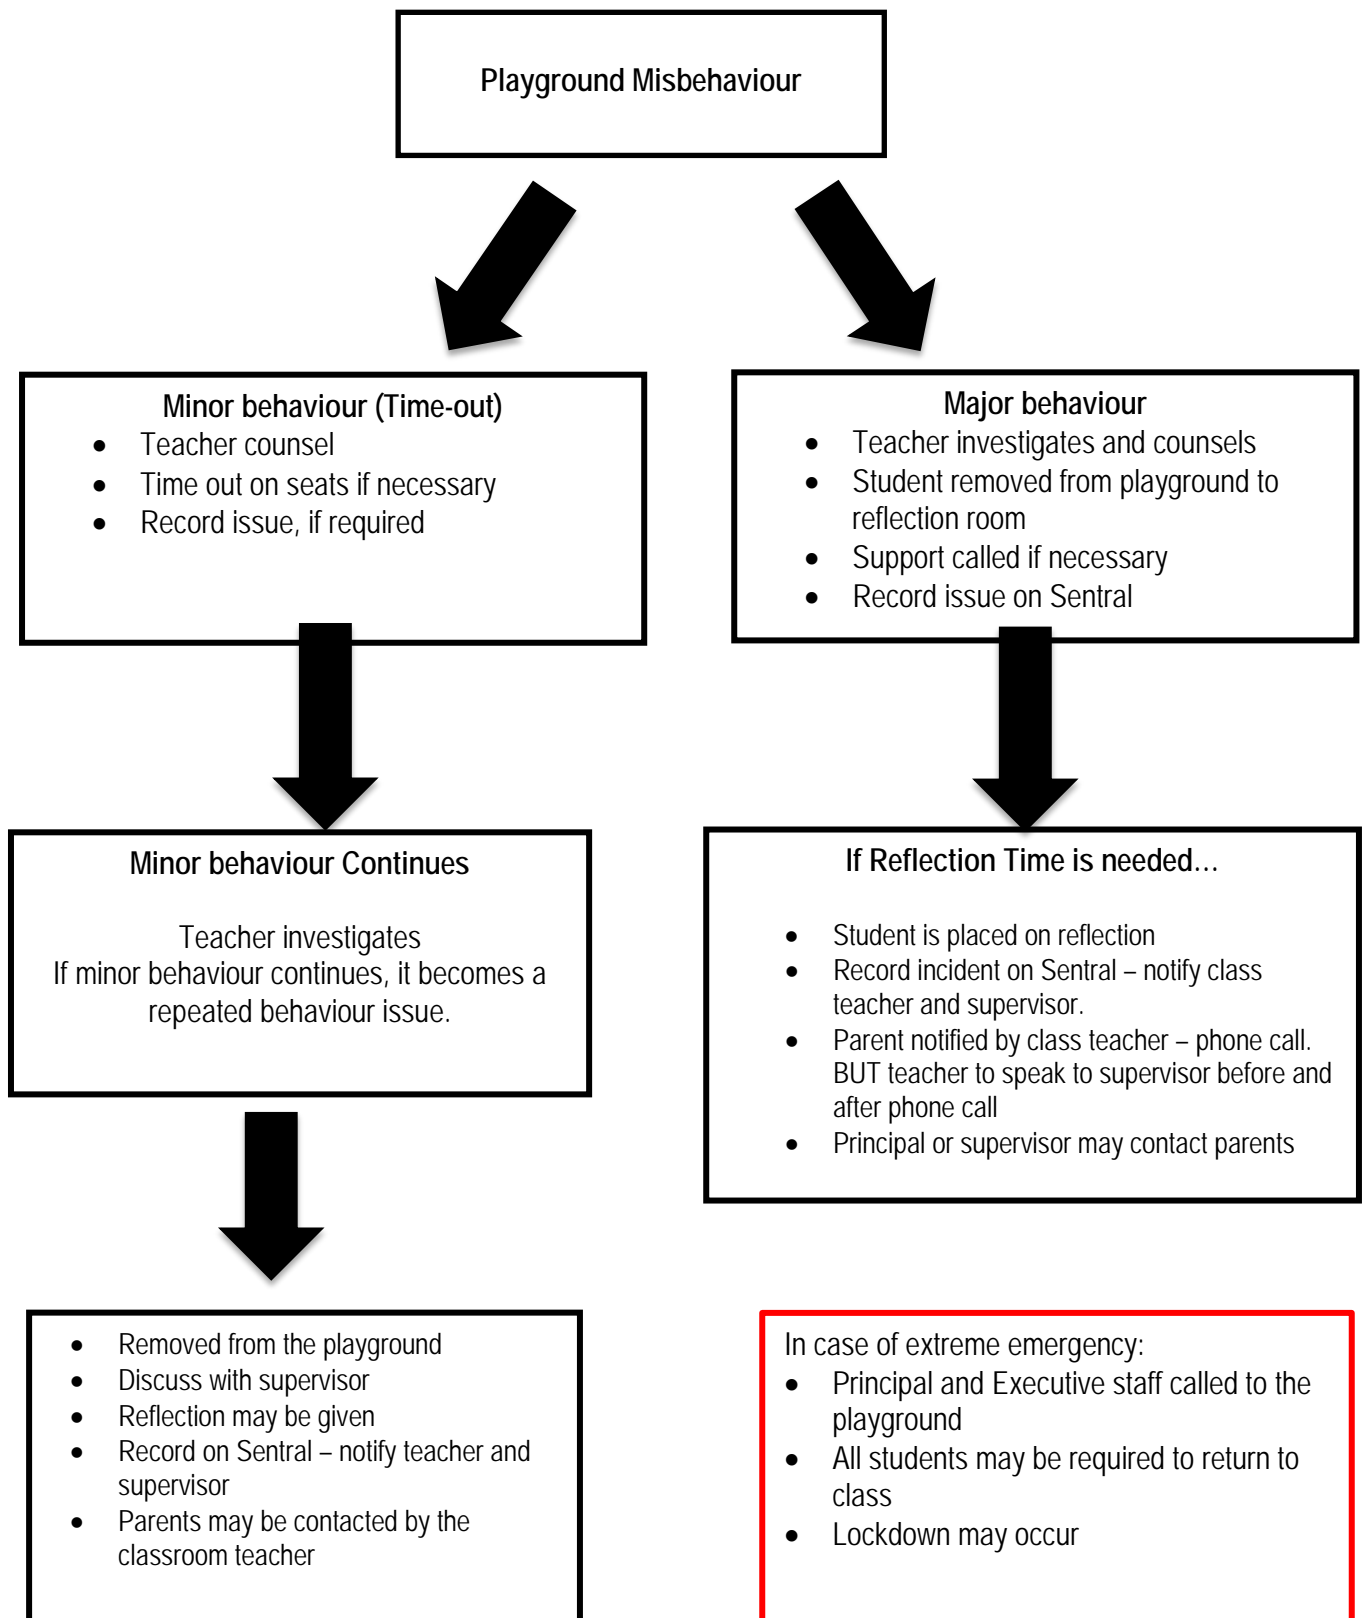 Playground Misbehaviour
Minor behaviour (Time-out)
• Teacher counsel
• Time out on seats if necessary
• Record issue, if required
Major behaviour
• Teacher investigates and counsels
• Student removed from playground to
reflection room
• Support called if necessary
• Record issue on Sentral
Minor behaviour Continues
Teacher investigates
If minor behaviour continues, it becomes a
repeated behaviour issue.
If Reflection Time is needed…
• Student is placed on reflection
• Record incident on Sentral – notify class
teacher and supervisor.
• Parent notified by class teacher – phone call.
BUT teacher to speak to supervisor before and
after phone call
• Principal or supervisor may contact parents
• Removed from the playground
• Discuss with supervisor
• Reflection may be given
• Record on Sentral – notify teacher and
supervisor
• Parents may be contacted by the
classroom teacher
In case of extreme emergency:
• Principal and Executive staff called to the
playground
• All students may be required to return to
class
• Lockdown may occur